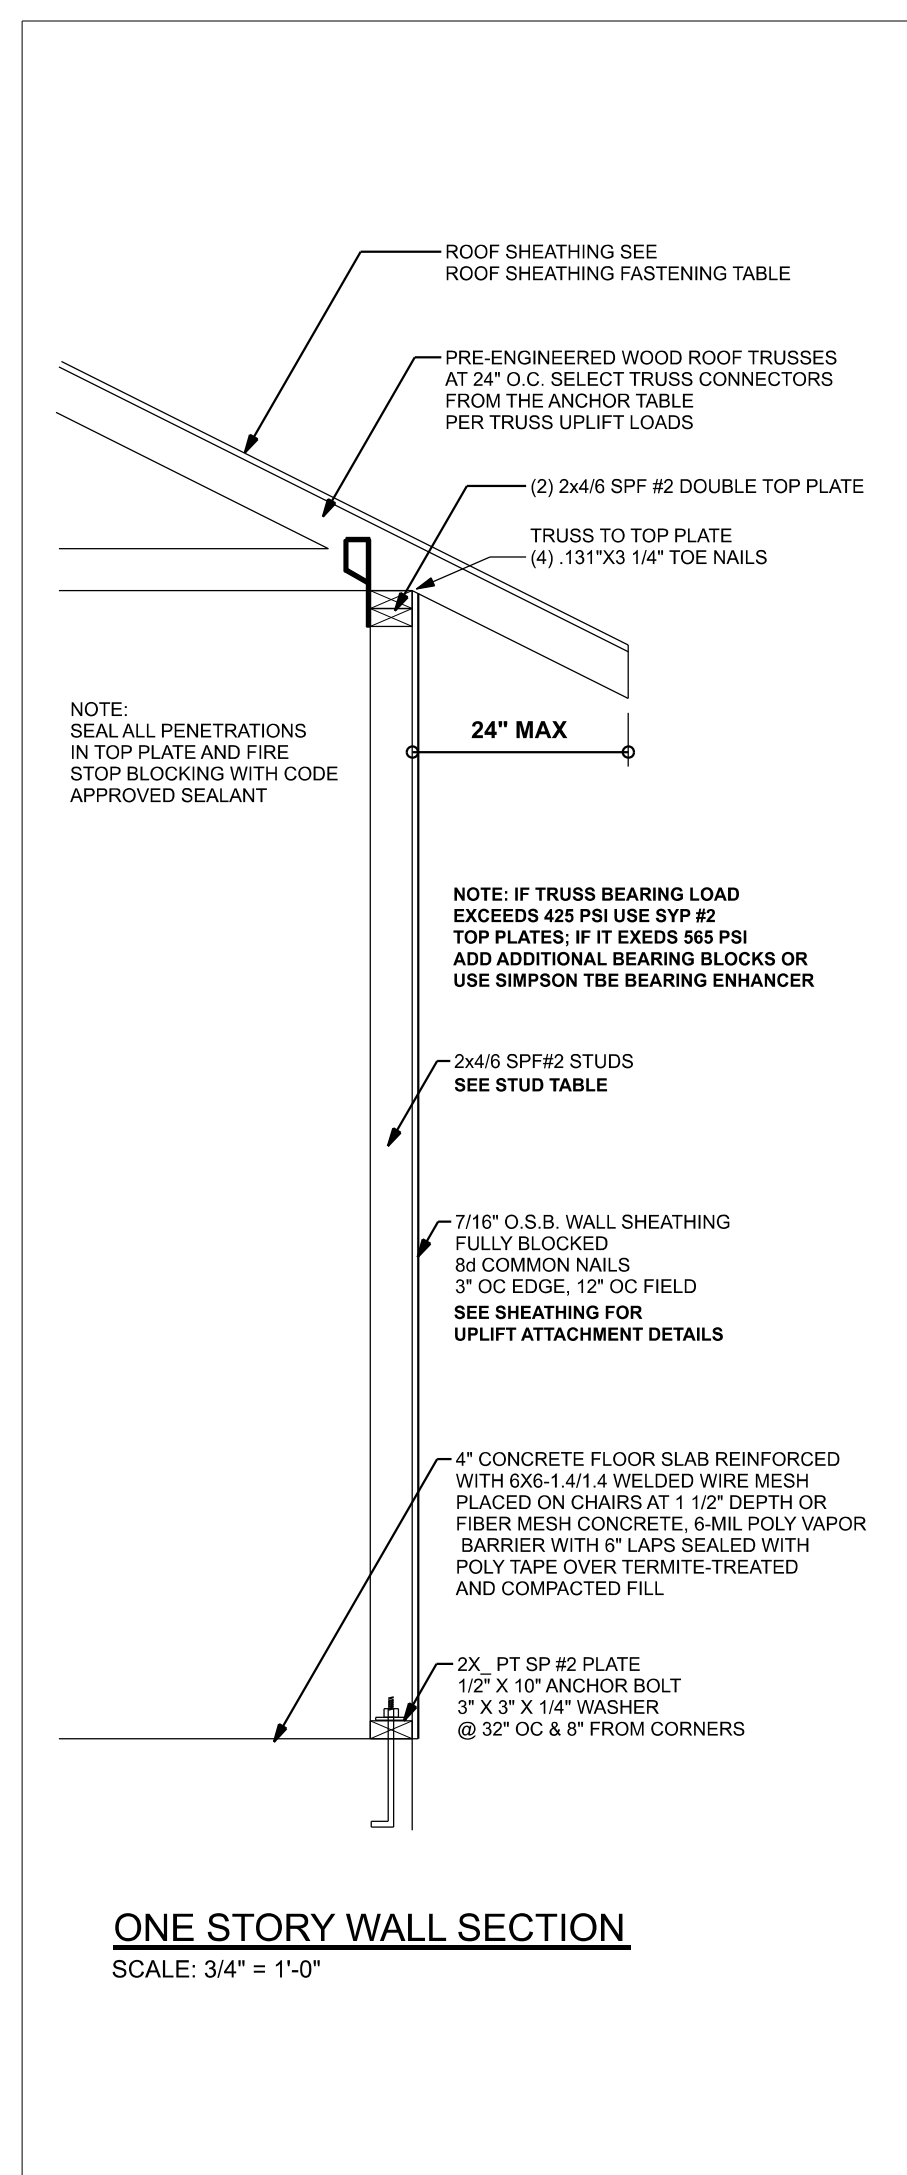 ROOF SHEATHING SEE
ROOF SHEATHING FASTENING TABLE
PRE-ENGINEERED WOOD ROOF TRUSSES
AT 24" O.C. SELECT TRUSS CONNECTORS
FROM THE ANCHOR TABLE
PER TRUSS UPLIFT LOADS
(2) 2x4/6 SPF #2 DOUBLE TOP PLATE
TRUSS TO TOP PLATE
(4) .131"X3 1/4" TOE NAILS
NOTE:
SEAL ALL PENETRATIONS
IN TOP PLATE AND FIRE
STOP BLOCKING WITH CODE
APPROVED SEALANT
24" MAX
NOTE: IF TRUSS BEARING LOAD
EXCEEDS 425 PSI USE SYP #2
TOP PLATES; IF IT EXEDS 565 PSI
ADD ADDITIONAL BEARING BLOCKS OR
USE SIMPSON TBE BEARING ENHANCER
2x4/6 SPF#2 STUDS
SEE STUD TABLE
7/16" O.S.B. WALL SHEATHING
FULLY BLOCKED
8d COMMON NAILS
3" OC EDGE, 12" OC FIELD
SEE SHEATHING FOR
UPLIFT ATTACHMENT DETAILS
4" CONCRETE FLOOR SLAB REINFORCED
WITH 6X6-1.4/1.4 WELDED WIRE MESH
PLACED ON CHAIRS AT 1 1/2" DEPTH OR
FIBER MESH CONCRETE, 6-MIL POLY VAPOR
BARRIER WITH 6" LAPS SEALED WITH
POLY TAPE OVER TERMITE-TREATED
AND COMPACTED FILL
2X_ PT SP #2 PLATE
1/2" X 10" ANCHOR BOLT
3" X 3" X 1/4" WASHER
@ 32" OC & 8" FROM CORNERS
ONE STORY WALL SECTION
SCALE: 3/4" = 1'-0"